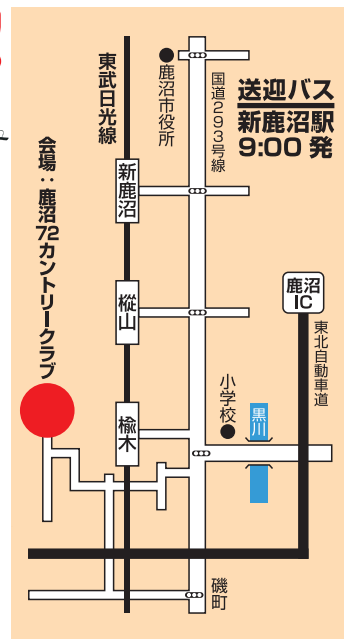 送迎バス
新鹿沼駅
9:00 発
東武日光線
鹿沼市役所
国道293号線
会場：鹿沼
72カントリークラブ
新鹿沼
樅山
楡木
鹿沼
IC
東北自動車道
小学校
黒川
磯町